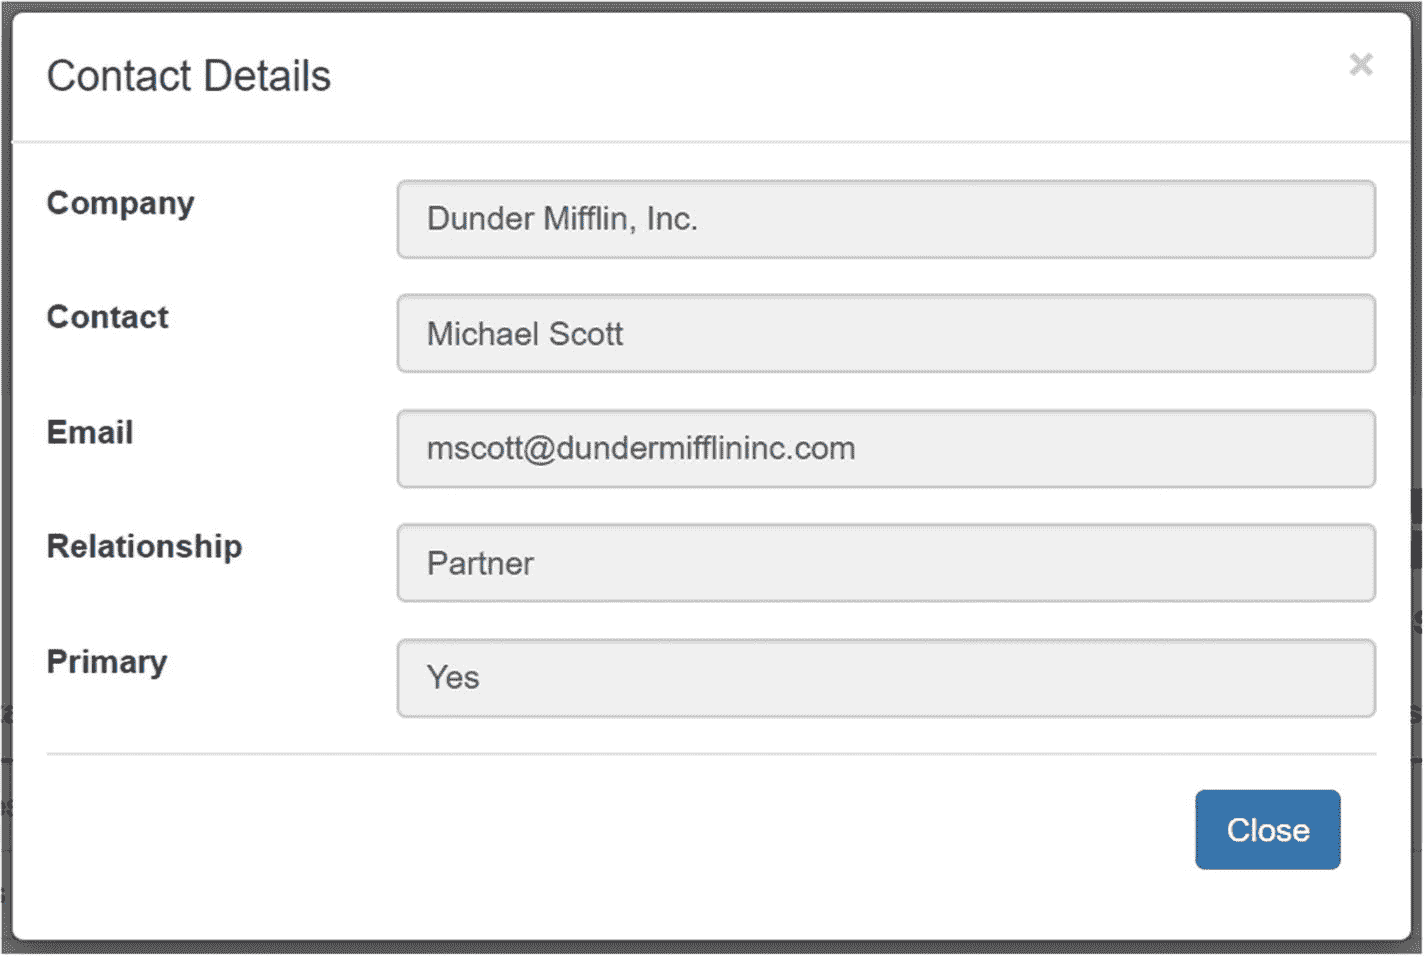 Contact Details
×
Company
Dunder Mifflin, Inc.
Contact
Michael Scott
Email
mscott@dundermifflininc.com
Relationship
Partner
Primary
Yes
Close